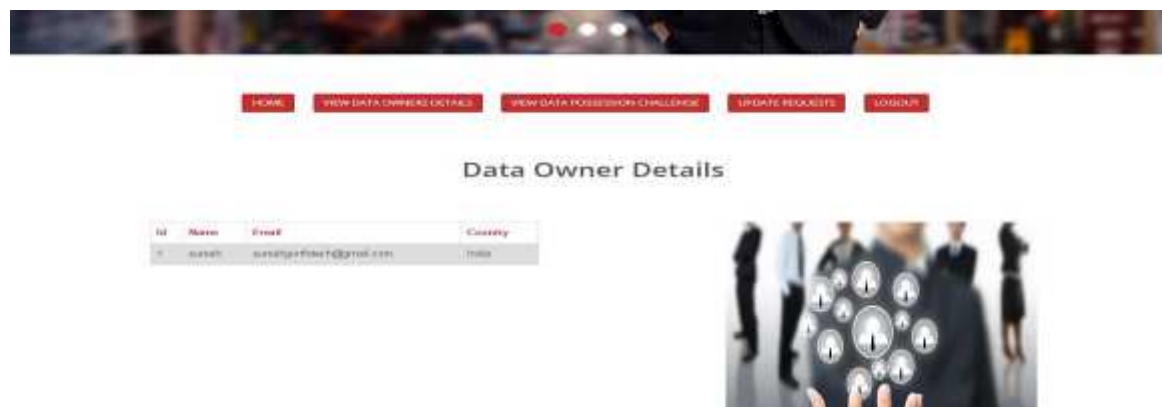 HOME VIEW DATA OWNERS DETAILS VIEW DATA POSSESSION CHALLENGE UPDATE REQUESTS LOGOUT
Data Owner Details
Id Name Email Country
India